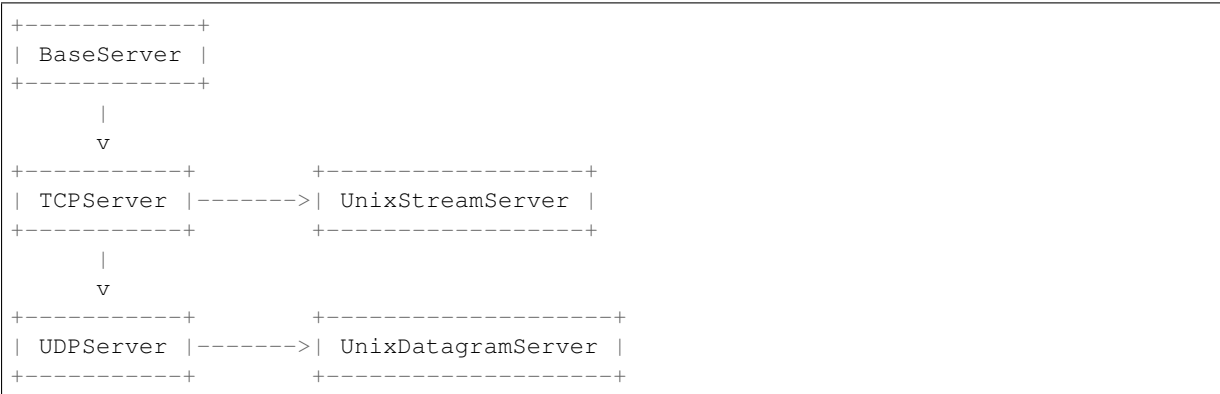 +------------+
| BaseServer |
+------------+
      |
      v
+-----------+        +------------------+
| TCPServer |------->| UnixStreamServer |
+-----------+        +------------------+
      |
      v
+-----------+        +--------------------+
| UDPServer |------->| UnixDatagramServer |
+-----------+        +--------------------+